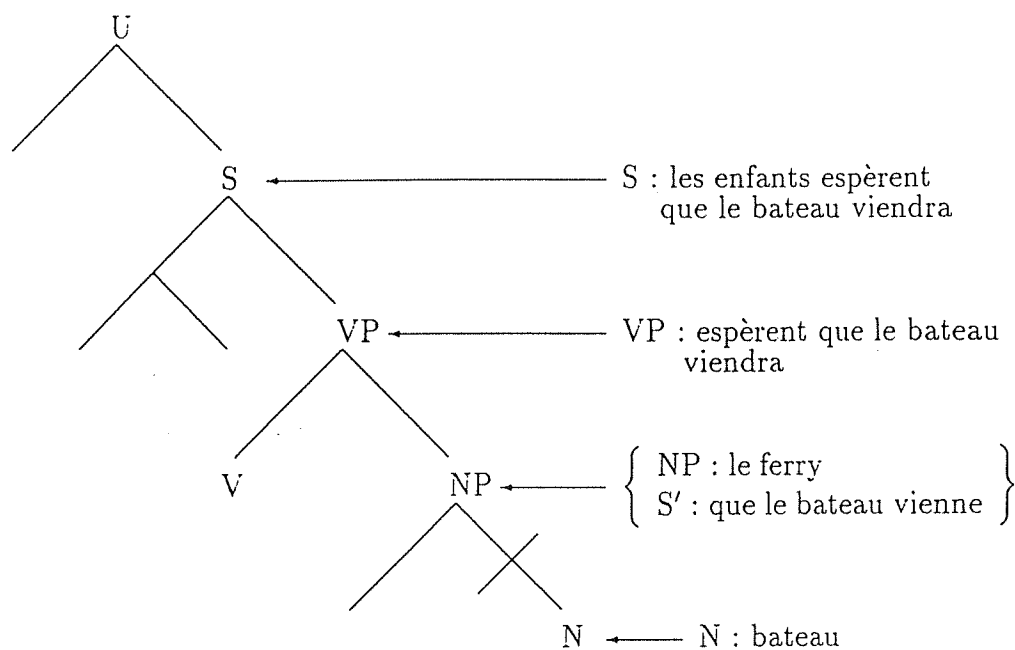 U
S
S : les enfants espèrent
que le bateau viendra
VP
VP : espèrent que le bateau
viendra
V
NP
NP : le ferry
S′ : que le bateau vienne
N
N : bateau